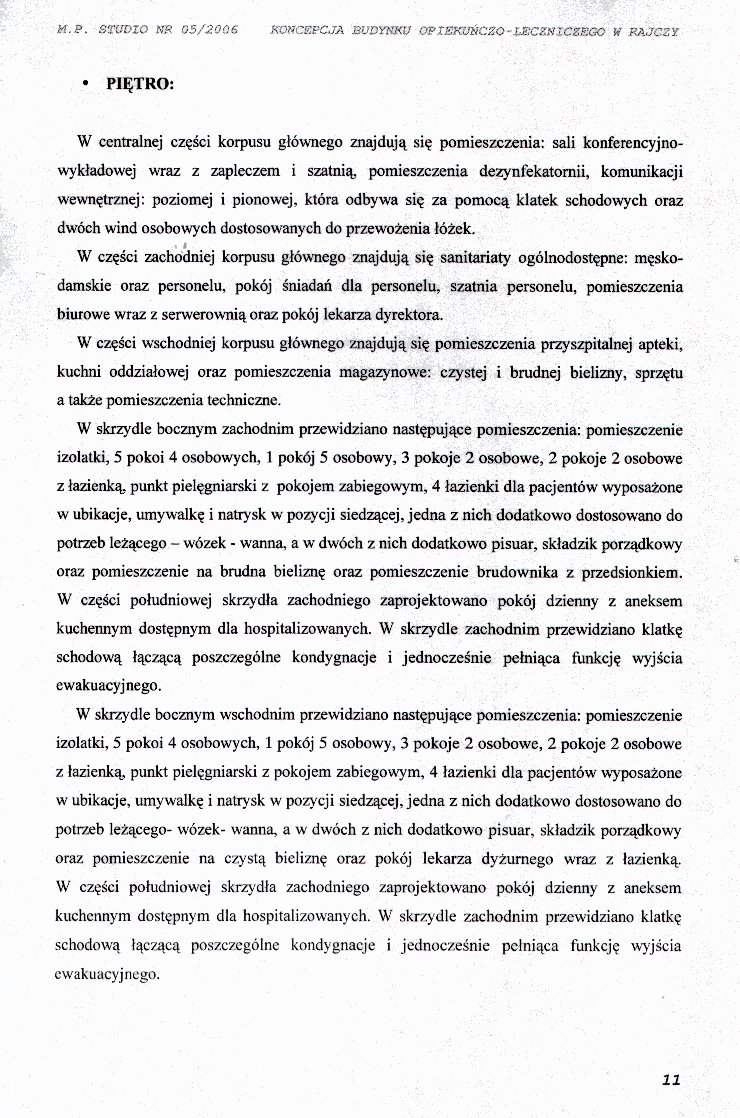 M.P. STUDIO NR 05/2006 KONCEPCJA BUDYNKU OPIEKUŃCZO-LECZNICZEGO W RAJCZY
• PIĘTRO:
W centralnej części korpusu głównego znajdują się pomieszczenia: sali konferencyjno-
wykładowej wraz z zapleczem i szatnią, pomieszczenia dezynfekatornii, komunikacji
wewnętrznej: poziomej i pionowej, która odbywa się za pomocą klatek schodowych oraz
dwóch wind osobowych dostosowanych do przewożenia łóżek.
W części zachodniej korpusu głównego znajdują się sanitariaty ogólnodostępne: męsko-
damskie oraz personelu, pokój śniadań dla personelu, szatnia personelu, pomieszczenia
biurowe wraz z serwerownią oraz pokój lekarza dyrektora.
W części wschodniej korpusu głównego znajdują się pomieszczenia przyszpitalnej apteki,
kuchni oddziałowej oraz pomieszczenia magazynowe: czystej i brudnej bielizny, sprzętu
a także pomieszczenia techniczne.
W skrzydle bocznym zachodnim przewidziano następujące pomieszczenia: pomieszczenie
izolatki, 5 pokoi 4 osobowych, 1 pokój 5 osobowy, 3 pokoje 2 osobowe, 2 pokoje 2 osobowe
z łazienką, punkt pielęgniarski z pokojem zabiegowym, 4 łazienki dla pacjentów wyposażone
w ubikacje, umywalkę i natrysk w pozycji siedzącej, jedna z nich dodatkowo dostosowano do
potrzeb leżącego – wózek - wanna, a w dwóch z nich dodatkowo pisuar, składzik porządkowy
oraz pomieszczenie na brudna bieliznę oraz pomieszczenie brudownika z przedsionkiem.
W części południowej skrzydła zachodniego zaprojektowano pokój dzienny z aneksem
kuchennym dostępnym dla hospitalizowanych. W skrzydle zachodnim przewidziano klatkę
schodową łączącą poszczególne kondygnacje i jednocześnie pełniąca funkcję wyjścia
ewakuacyjnego.
W skrzydle bocznym wschodnim przewidziano następujące pomieszczenia: pomieszczenie
izolatki, 5 pokoi 4 osobowych, 1 pokój 5 osobowy, 3 pokoje 2 osobowe, 2 pokoje 2 osobowe
z łazienką, punkt pielęgniarski z pokojem zabiegowym, 4 łazienki dla pacjentów wyposażone
w ubikacje, umywalkę i natrysk w pozycji siedzącej, jedna z nich dodatkowo dostosowano do
potrzeb leżącego- wózek- wanna, a w dwóch z nich dodatkowo pisuar, składzik porządkowy
oraz pomieszczenie na czystą bieliznę oraz pokój lekarza dyżurnego wraz z łazienką.
W części południowej skrzydła zachodniego zaprojektowano pokój dzienny z aneksem
kuchennym dostępnym dla hospitalizowanych. W skrzydle zachodnim przewidziano klatkę
schodową łączącą poszczególne kondygnacje i jednocześnie pełniąca funkcję wyjścia
ewakuacyjnego.
11